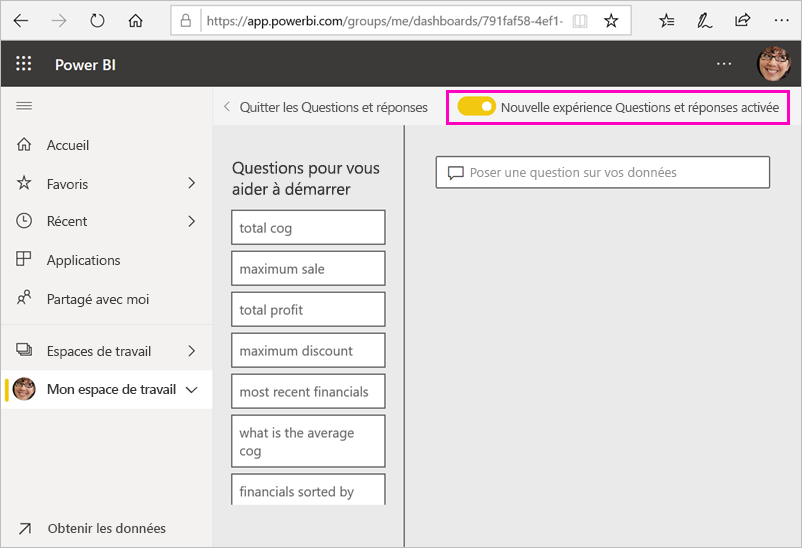 https://app.powerbi.com/groups/me/dashboards/791faf58-4ef1-
Power BI
Quitter les Questions et réponses
Nouvelle expérience Questions et réponses activée
Accueil
Favoris
Récent
Applications
Partagé avec moi
Espaces de travail
Mon espace de travail
Obtenir les données
Questions pour vous
aider à démarrer
total cog
maximum sale
total profit
maximum discount
most recent financials
what is the average
cog
financials sorted by
Poser une question sur vos données